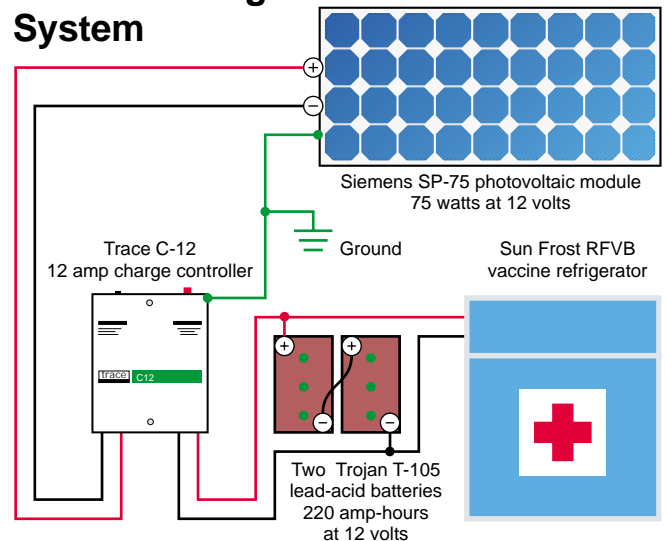 System
+
−
Siemens SP-75 photovoltaic module
75 watts at 12 volts
Ground
Trace C-12
12 amp charge controller
Sun Frost RFVB
vaccine refrigerator
trace C12
+
+
−
−
Two Trojan T-105
lead-acid batteries
220 amp-hours
at 12 volts